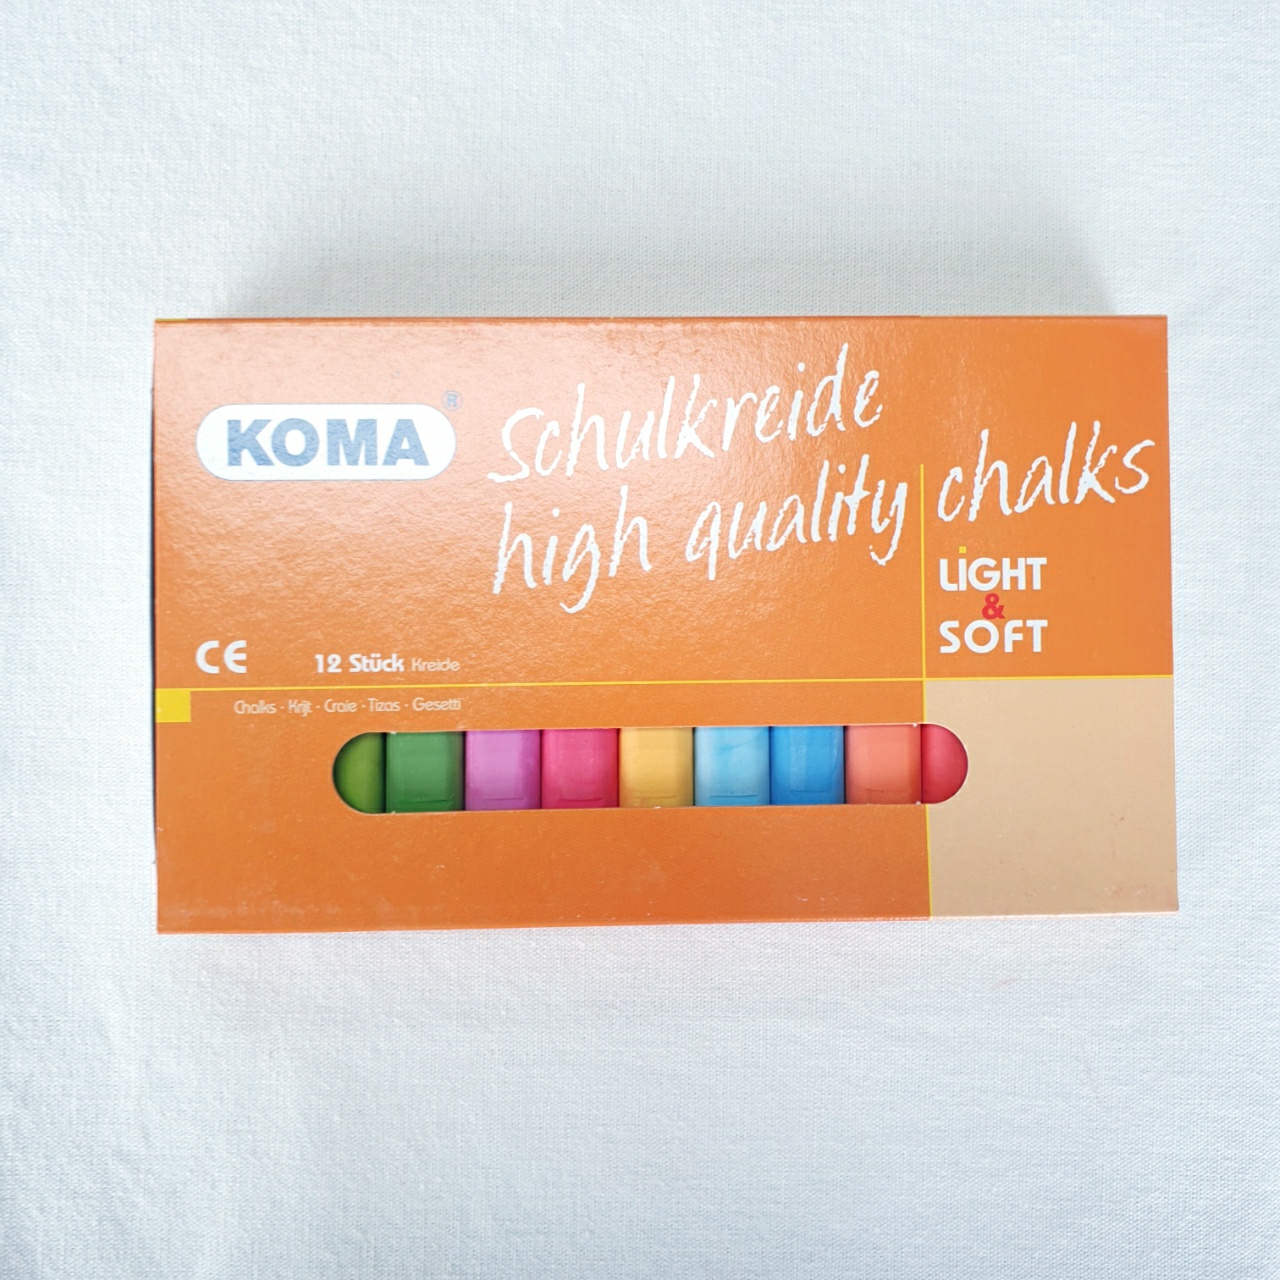 KOMA®
Schulkreide
high quality chalks
LiGHT
&
SOFT
CE
12 Stück Kreide
Chalks · Krijt · Craie · Tizas · Gesetti